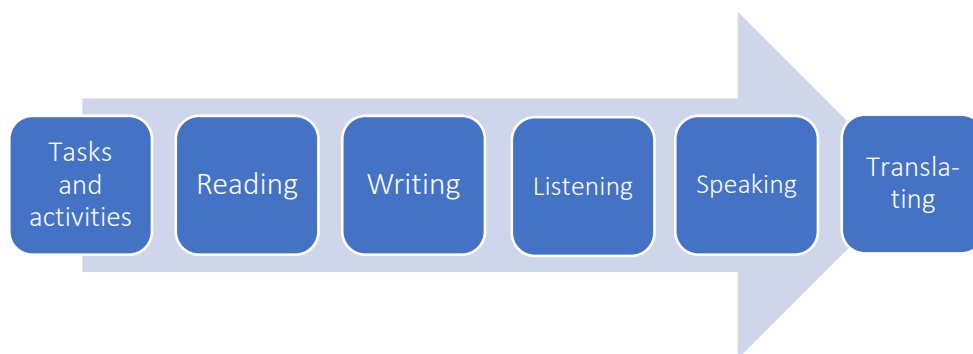 Tasks
and
activities
Reading
Writing
Listening
Speaking
Transla-
ting